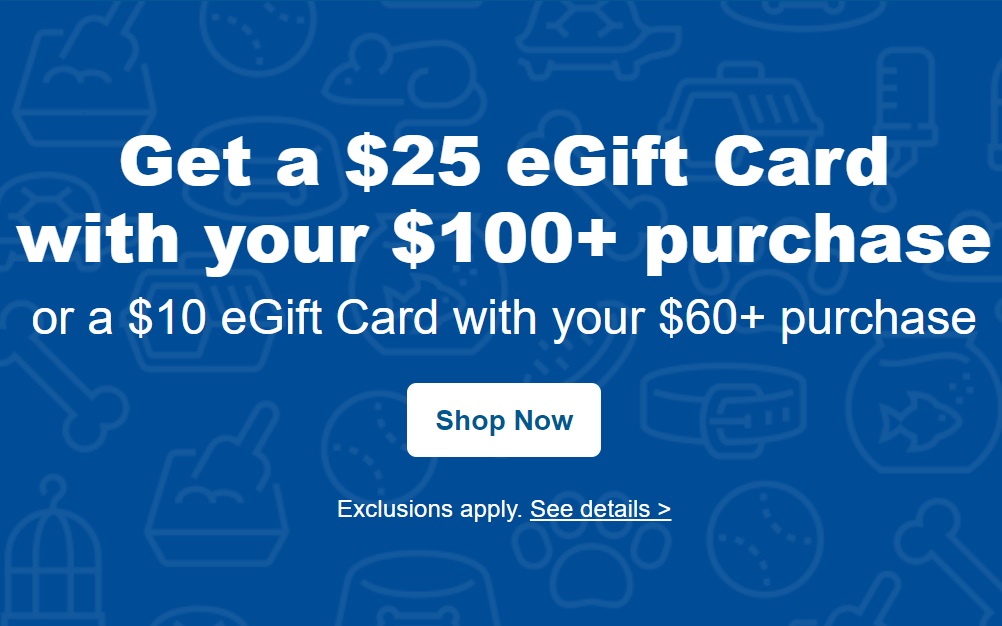 Get a $25 eGift Card
with your $100+ purchase
or a $10 eGift Card with your $60+ purchase
Shop Now
Exclusions apply. See details >